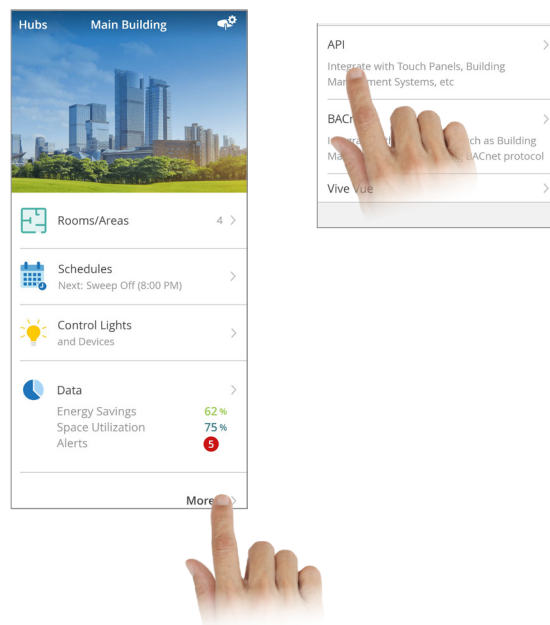 Hubs Main Building
Rooms/Areas 4
Schedules
Next: Sweep Off (8:00 PM)
Control Lights
and Devices
Data
Energy Savings 62 %
Space Utilization 75 %
Alerts 5
More
API
Integrate with Touch Panels, Building
Systems, etc
such as Building
BACnet protocol
Vive Vue